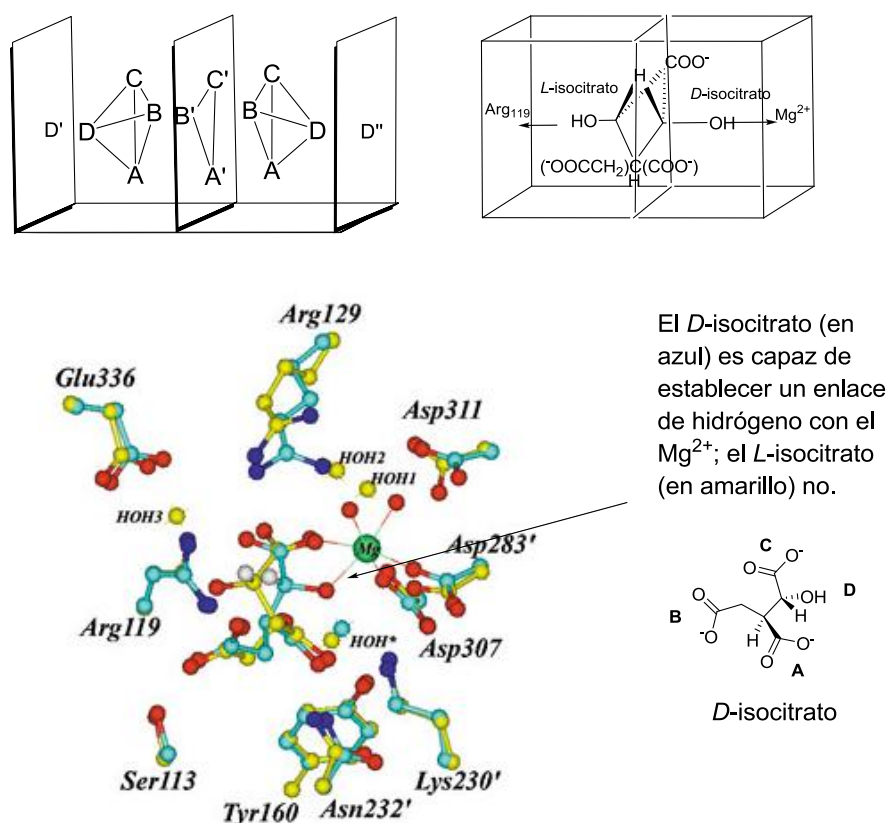 C
D'
D
B
A
C'
B'
A'
C
B
D
A
D''
H
COO-
L-isocitrato
D-isocitrato
Arg119
HO
OH
Mg2+
(-OOCCH2)C(COO-)
H
El D-isocitrato (en
azul) es capaz de
establecer un enlace
de hidrógeno con el
Mg2+; el L-isocitrato
(en amarillo) no.
Arg129
Glu336
Asp311
HOH2
HOH1
HOH3
Mg
Asp283'
Arg119
HOH*
Asp307
Ser113
Tyr160
Asn232'
Lys230'
C
O
O-
O
B
OH
D
H
-O
H
O
O-
A
D-isocitrato